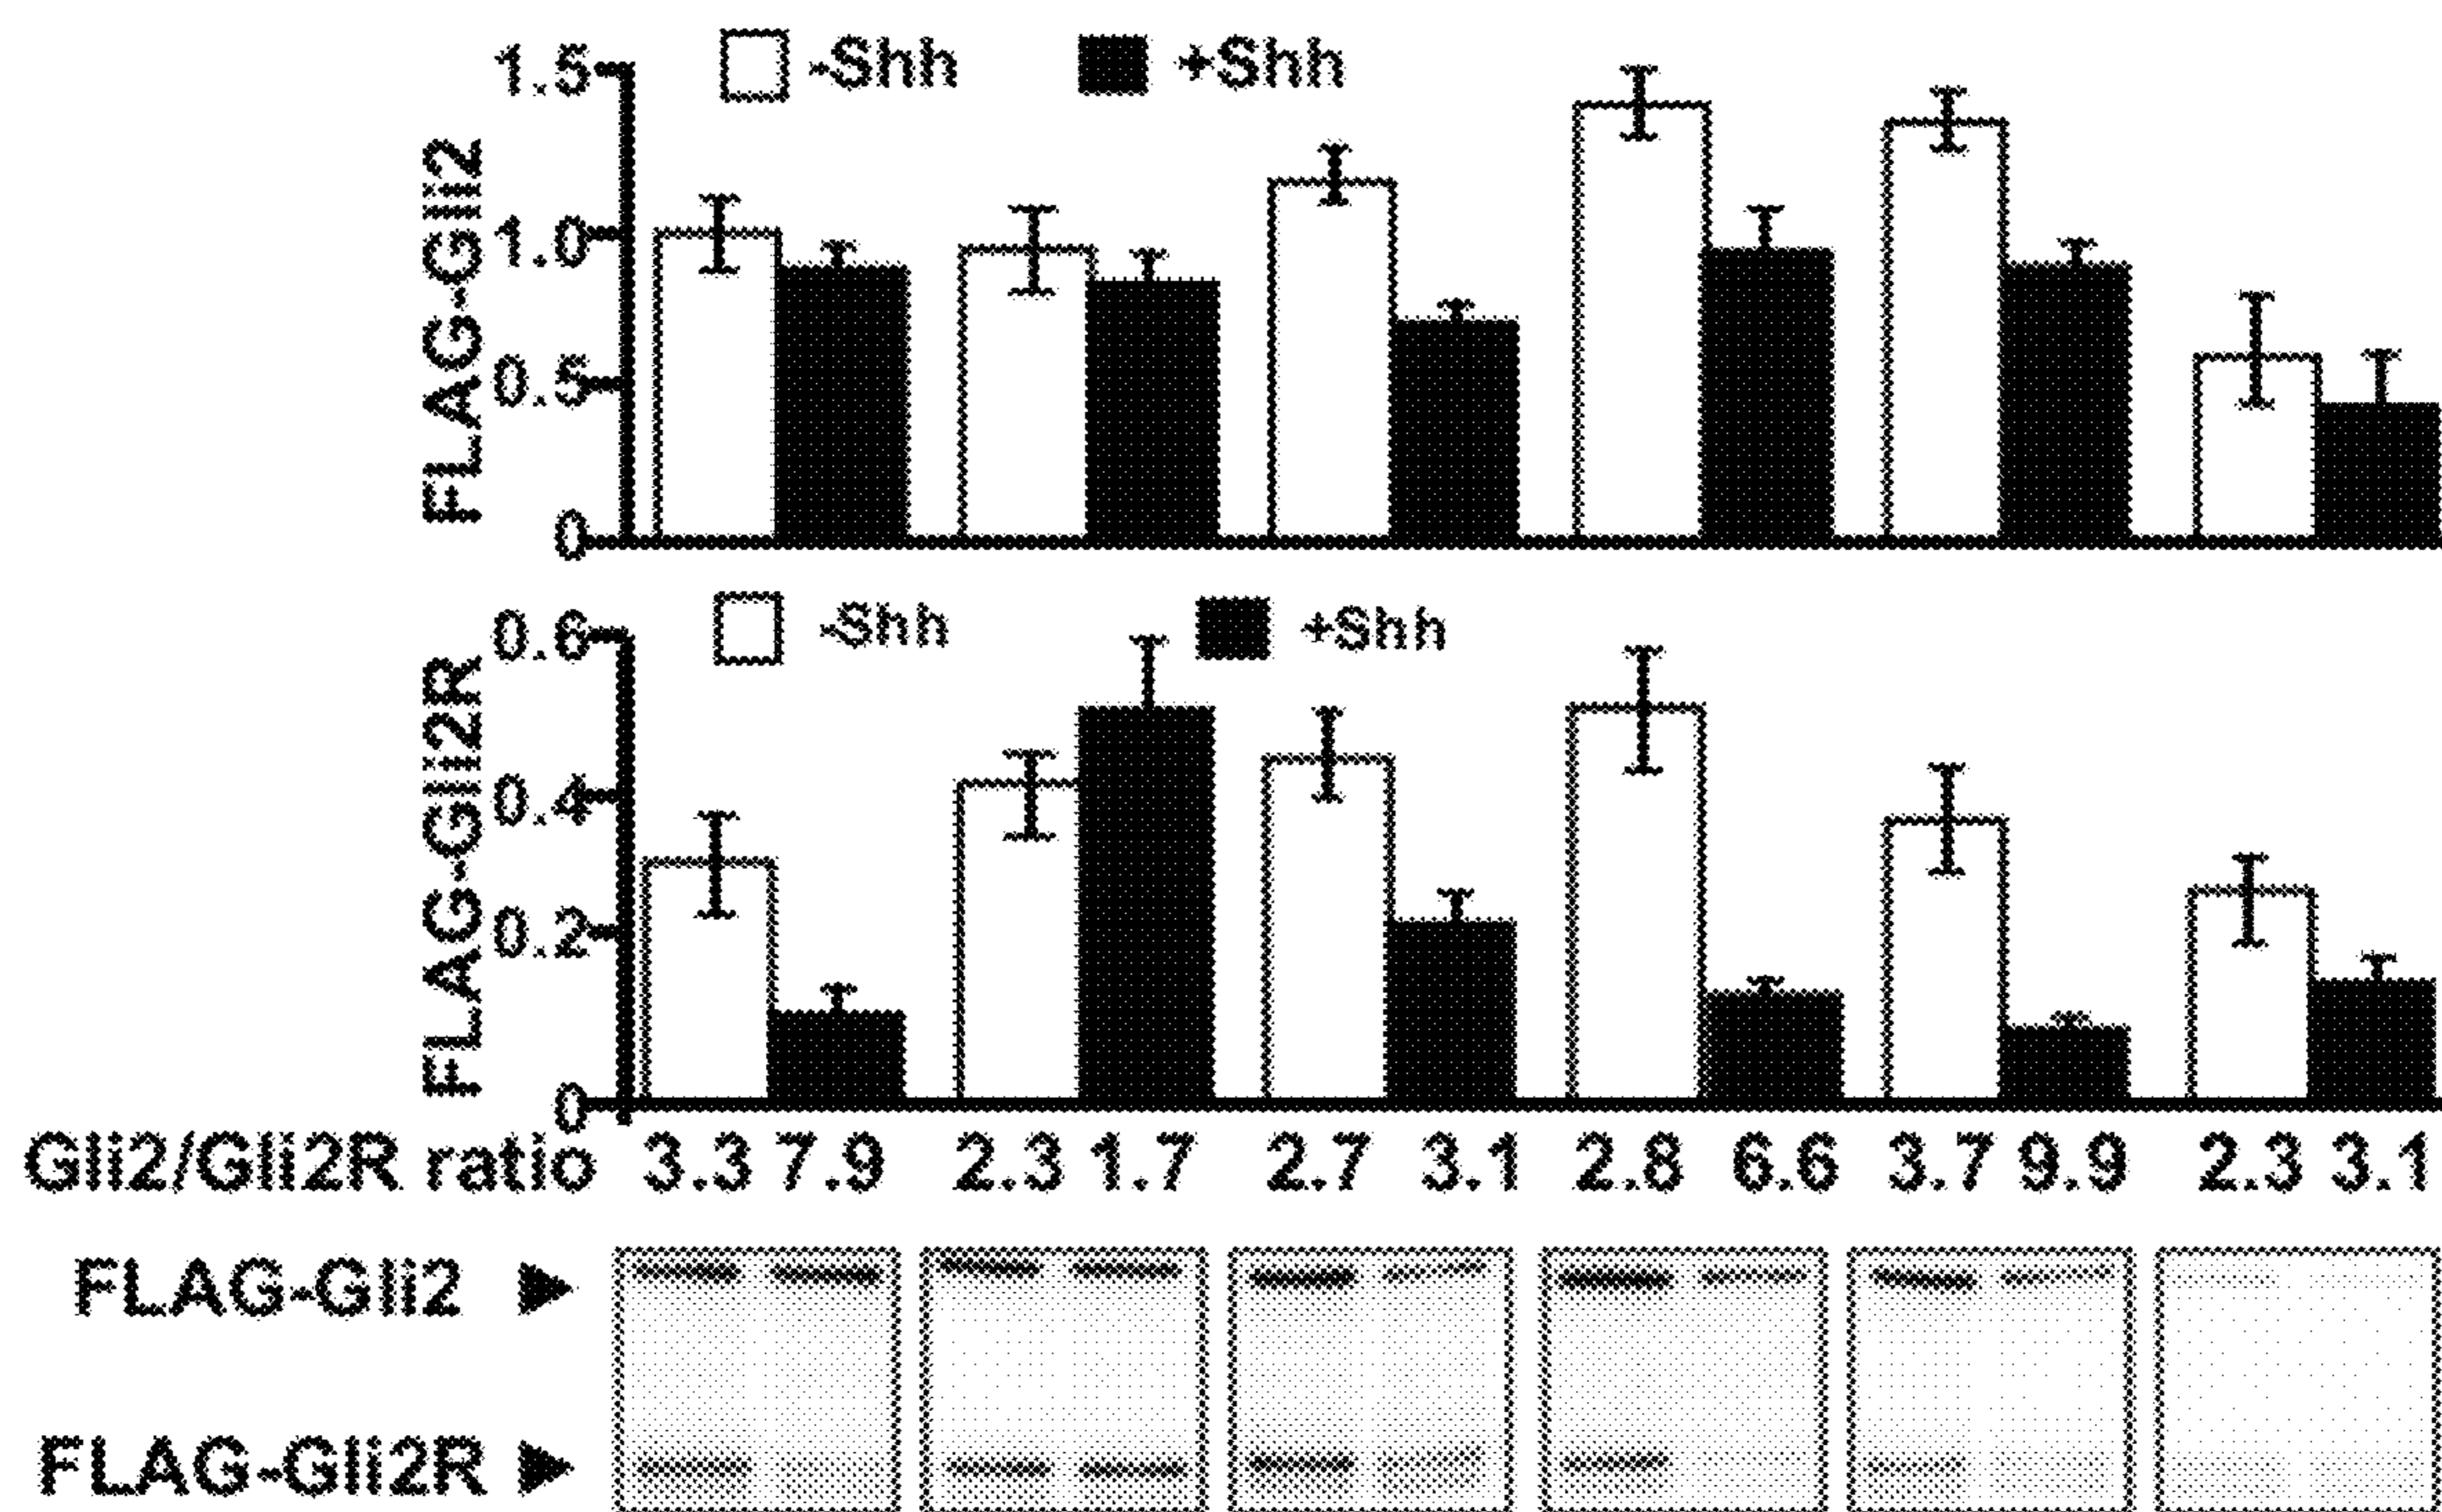 -Shh +Shh
1.5
1.0
0.5
0
FLAG-Gli2
-Shh +Shh
0.6
0.4
0.2
0
FLAG-Gli2R
Gli2/Gli2R ratio 3.3 7.9 2.3 1.7 2.7 3.1 2.8 6.6 3.7 9.9 2.3 3.1
FLAG-Gli2
FLAG-Gli2R